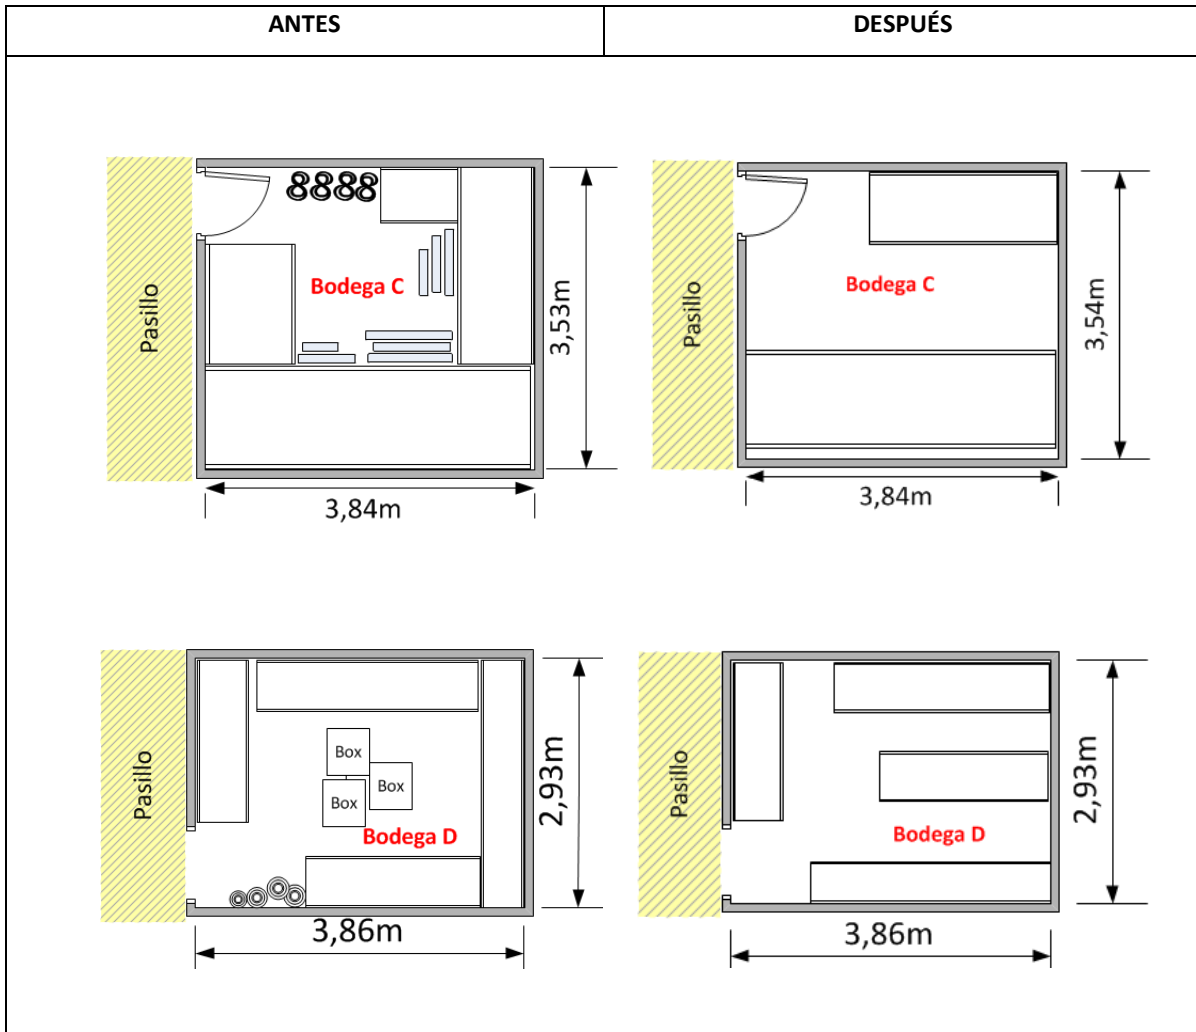 ANTES
DESPUÉS
Pasillo
Bodega C
3,53m
3,84m
Pasillo
Bodega C
3,54m
3,84m
Pasillo
Box
Box
Box
Bodega D
2,93m
3,86m
Pasillo
Bodega D
2,93m
3,86m